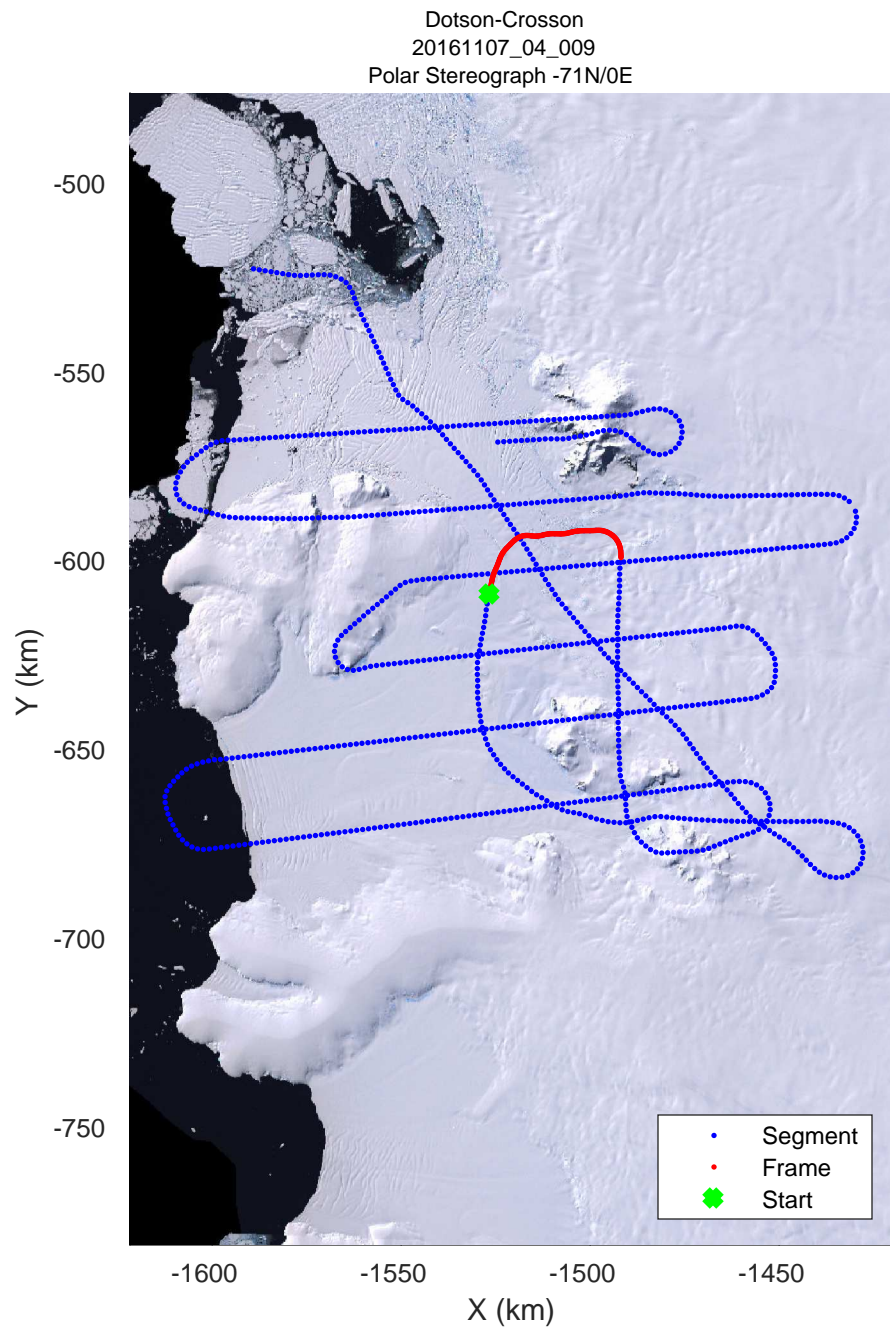 Dotson-Crosson
20161107_04_009
Polar Stereograph -71N/0E
-500
-550
-600
-650
-700
-750
Y (km)
-1600
-1550
-1500
-1450
X (km)
Segment
Frame
Start